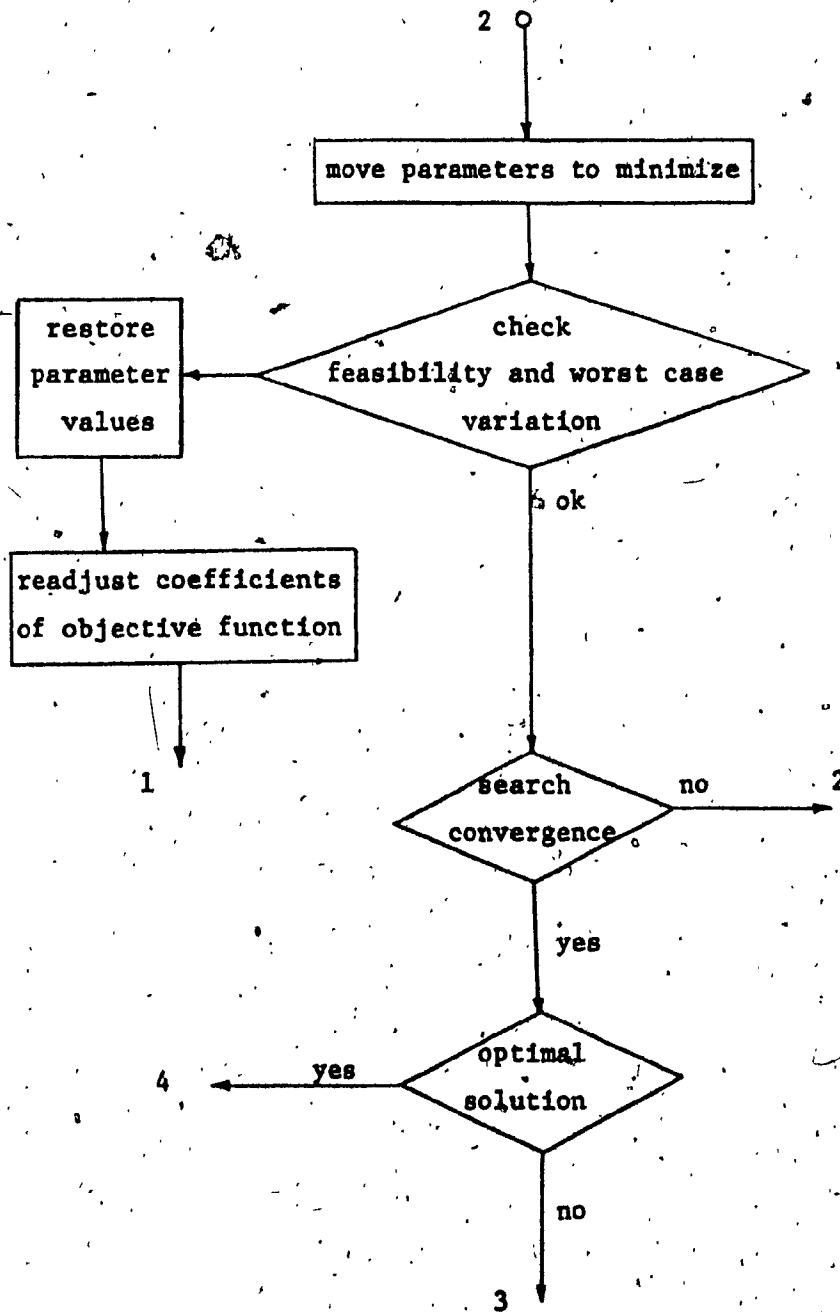 2
move parameters to minimize
check
feasibility and worst case
variation
restore
parameter
values
ok
readjust coefficients
of objective function
1
search
convergence
no
2
yes
optimal
solution
yes
4
no
3